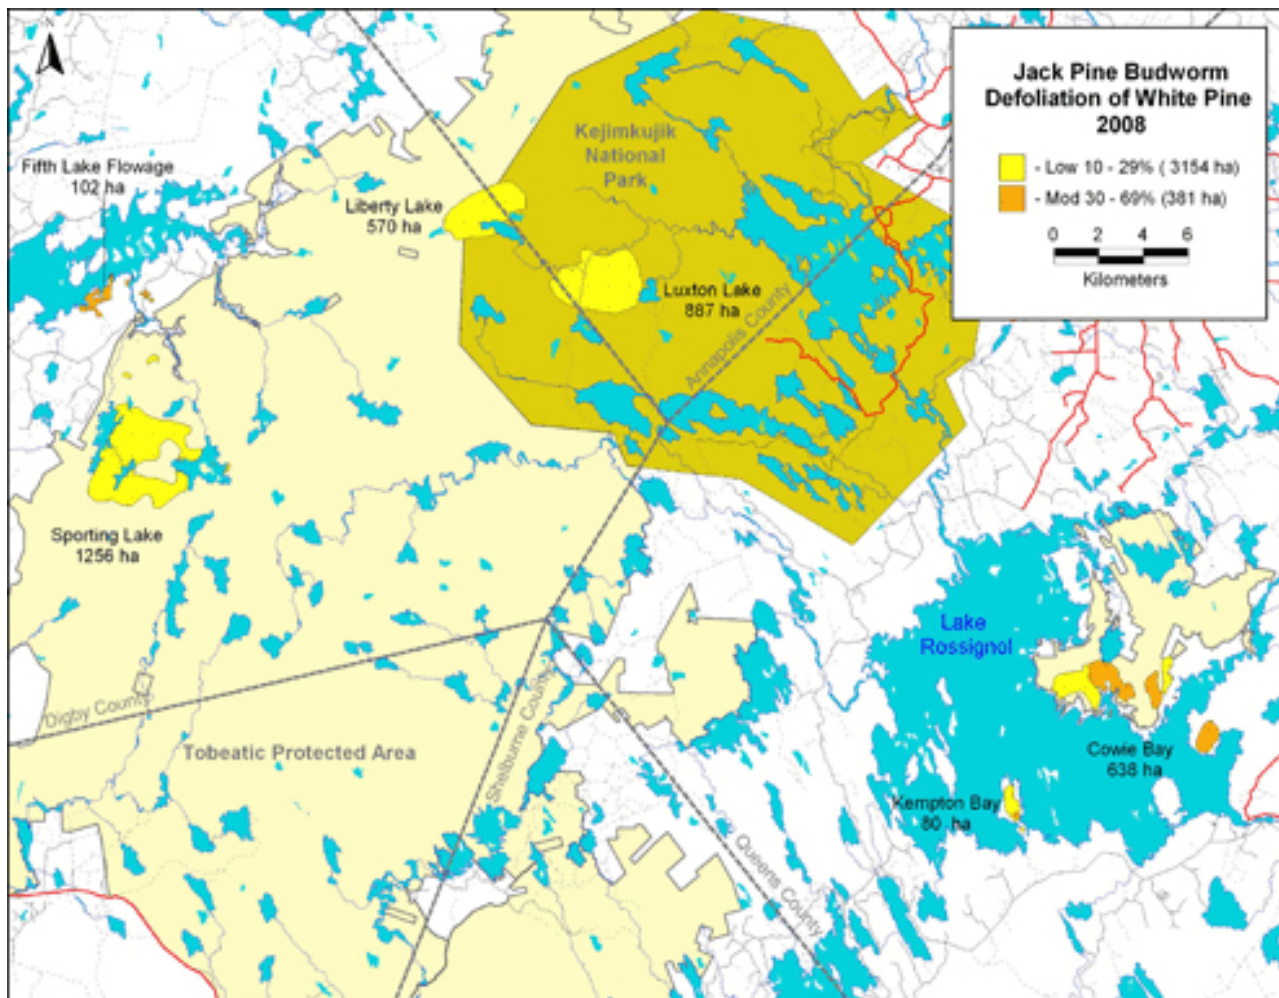 N
Jack Pine Budworm
Defoliation of White Pine
2008
- Low 10 - 29% ( 3154 ha)
- Mod 30 - 69% (381 ha)
0 2 4 6
Kilometers
Kejimkujik
National
Park
Fifth Lake Flowage
102 ha
Liberty Lake
570 ha
Luxton Lake
887 ha
Annapolis County
Sporting Lake
1256 ha
Lake
Rossignol
Digby County
Shelburne County
Tobeatic Protected Area
Cowie Bay
638 ha
Kempton Bay
80 ha
Queens County